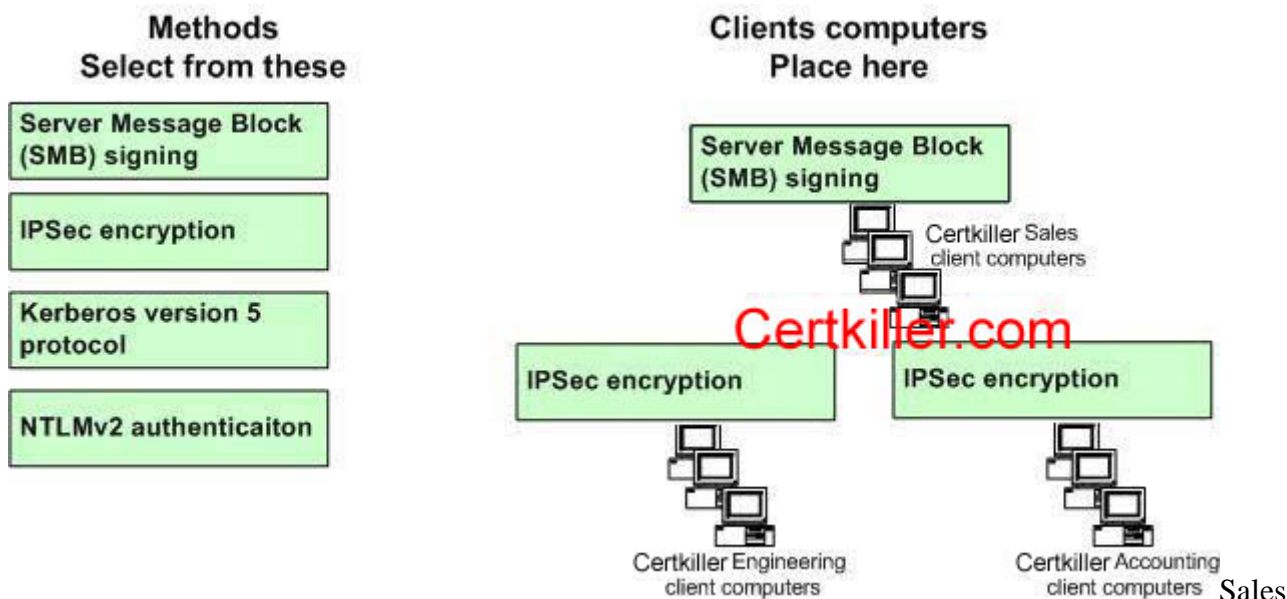 Methods
Select from these
Server Message Block
(SMB) signing
IPSec encryption
Kerberos version 5
protocol
NTLMv2 authenticaiton
Clients computers
Place here
Server Message Block
(SMB) signing
Certkiller Sales
client computers
Certkiller.com
IPSec encryption
IPSec encryption
Certkiller Engineering
client computers
Certkiller Accounting
client computers
Sales